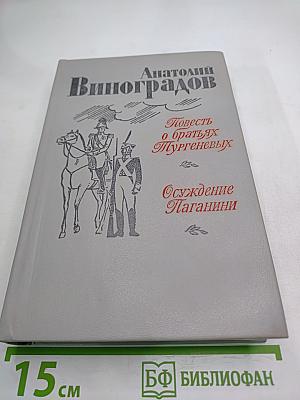 Анатолий
Виноградов
Повесть
о братьях
Тургеневых
Осуждение
Паганини
15 см
БФ БИБЛИОФАН